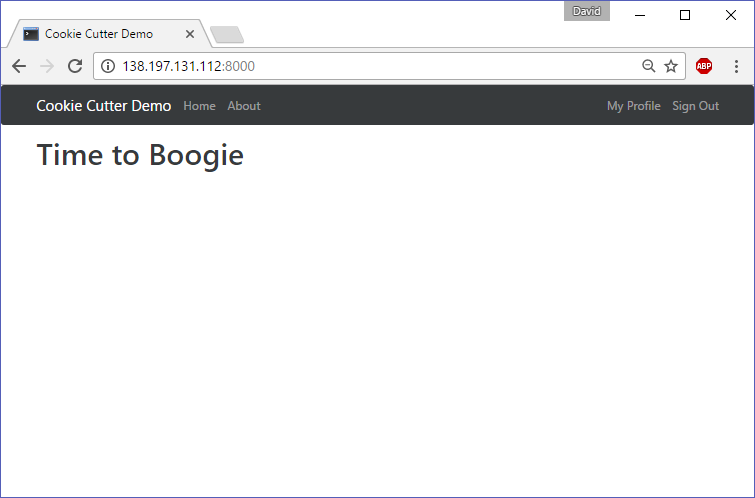 David
Cookie Cutter Demo
138.197.131.112:8000
ABP
Cookie Cutter Demo Home About My Profile Sign Out
Time to Boogie